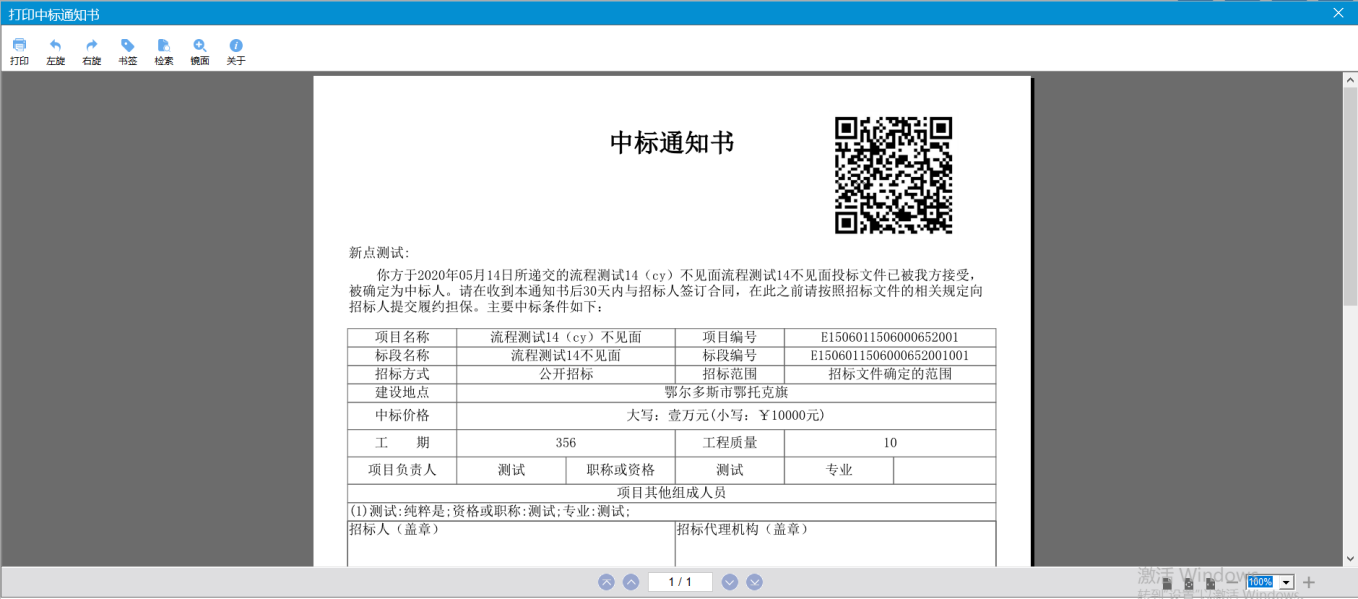 打印中标通知书
打印 左旋 右旋 书签 检索 镜面 关于
中标通知书
新点测试:
你方于2020年05月14日所递交的流程测试14（cy）不见面流程测试14不见面投标文件已被我方接受，
被确定为中标人。请在收到本通知书后30天内与招标人签订合同，在此之前请按照招标文件的相关规定向
招标人提交履约担保。主要中标条件如下：
项目名称 流程测试14（cy）不见面 项目编号 E1506011506000652001
标段名称 流程测试14不见面 标段编号 E1506011506000652001001
招标方式 公开招标 招标范围 招标文件确定的范围
建设地点 鄂尔多斯市鄂托克旗
中标价格 大写：壹万元(小写：￥10000元)
工 期 356 工程质量 10
项目负责人 测试 职称或资格 测试 专业
项目其他组成人员
(1)测试:纯粹是;资格或职称:测试;专业:测试;
招标人（盖章） 招标代理机构（盖章）
1 / 1
100%
激活 Windows
转到"设置"以激活 Windows。